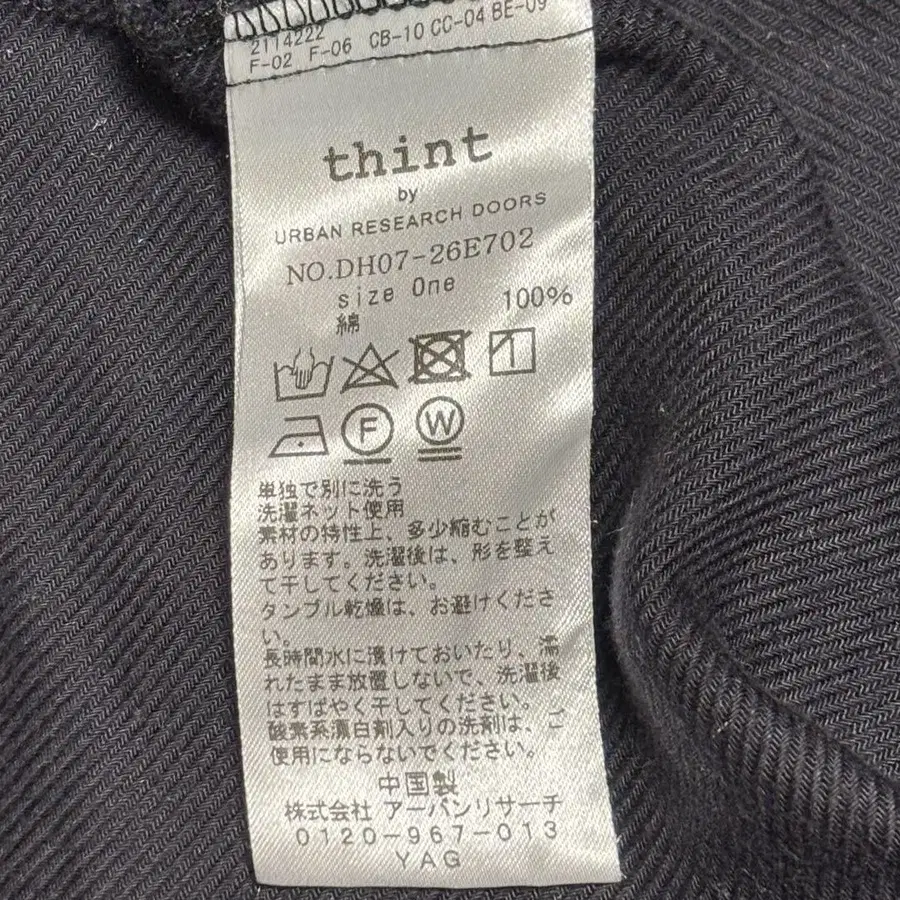 2114222
F-02 F-06 CB-10 CC-04 BE-09
thint
by
URBAN RESEARCH DOORS
NO.DH07-26E702
size One
綿 100%
F W
単独で別に洗う
洗濯ネット使用
素材の特性上、多少縮むことが
あります。洗濯後は、形を整え
て干してください。
タンブル乾燥は、お避けくださ
い。
長時間水に漬けておいたり、濡
れたまま放置しないで、洗濯後
はすばやく干してください。
酸素系漂白剤入りの洗剤は、ご
使用にならないでください。
中国製
株式会社 アーバンリサーチ
0120-967-013
YAG